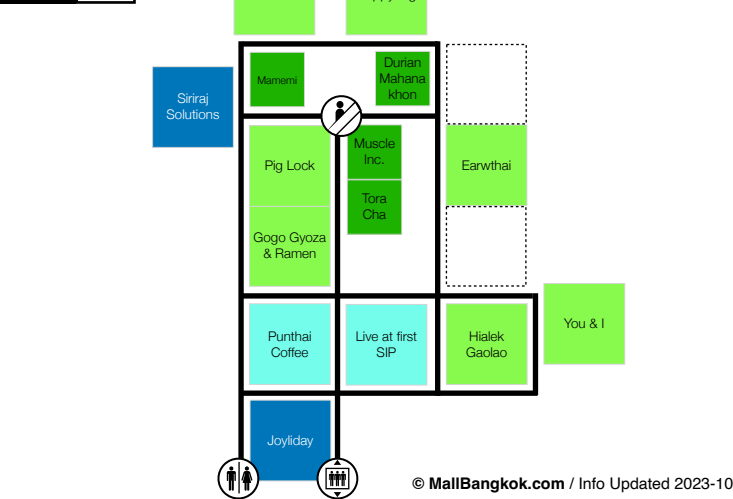 Mamemi
Durian
Mahana
khon
Siriraj
Solutions
Muscle
Inc.
Pig Lock
Earwthai
Tora
Cha
Gogo Gyoza
& Ramen
You & I
Punthai
Coffee
Live at first
SIP
Hialek
Gaolao
Joyliday
© MallBangkok.com / Info Updated 2023-10